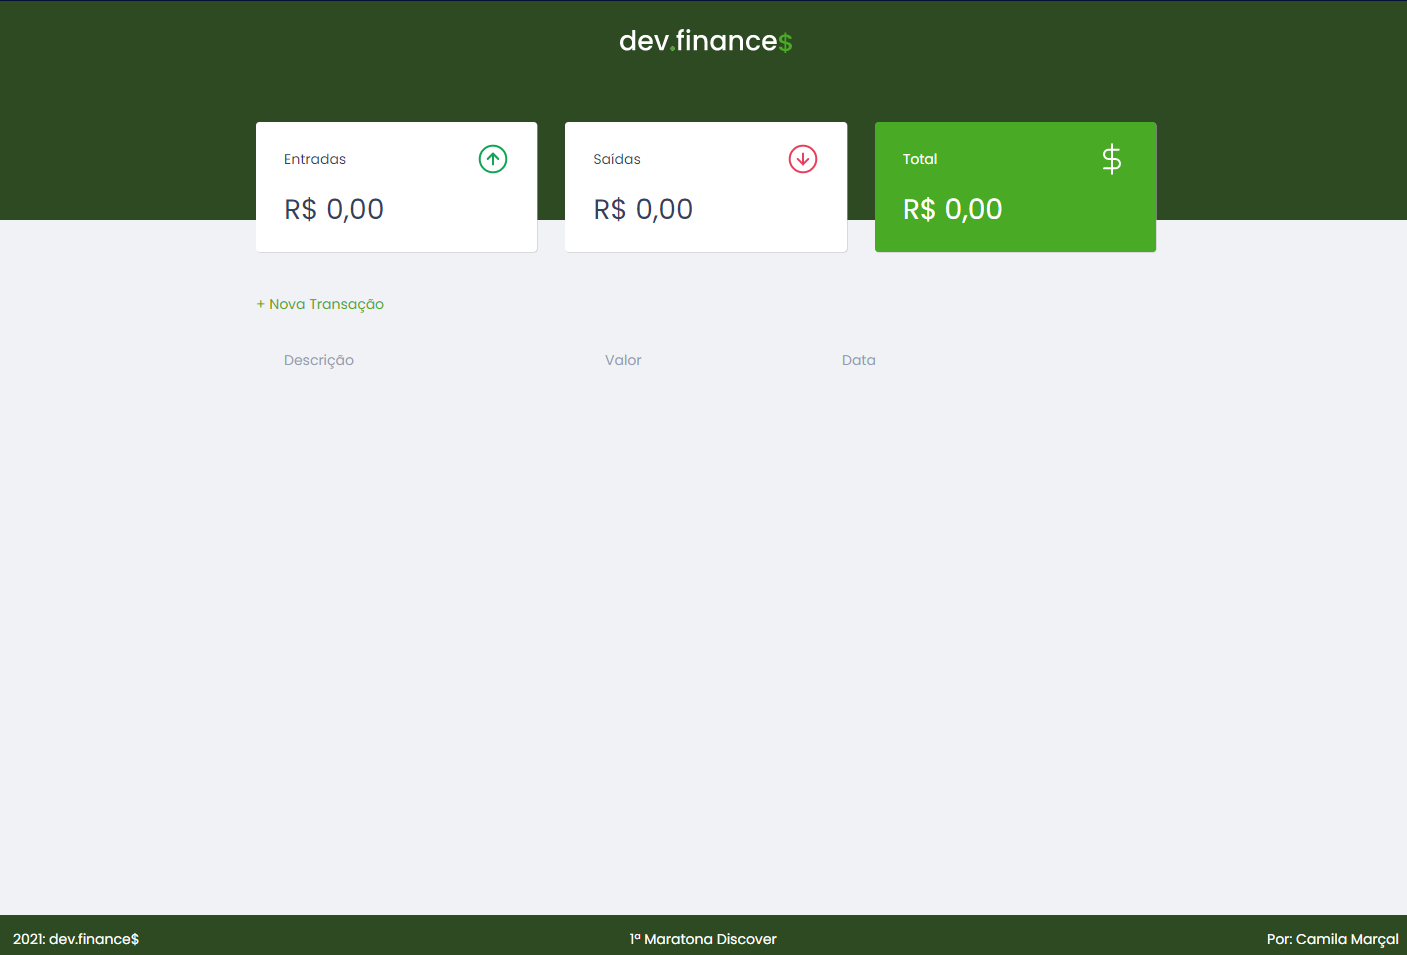 dev.finance$
Entradas
R$ 0,00
Saídas
R$ 0,00
Total
$
R$ 0,00
+ Nova Transação
Descrição Valor Data
2021: dev.finance$ 1ª Maratona Discover Por: Camila Marçal